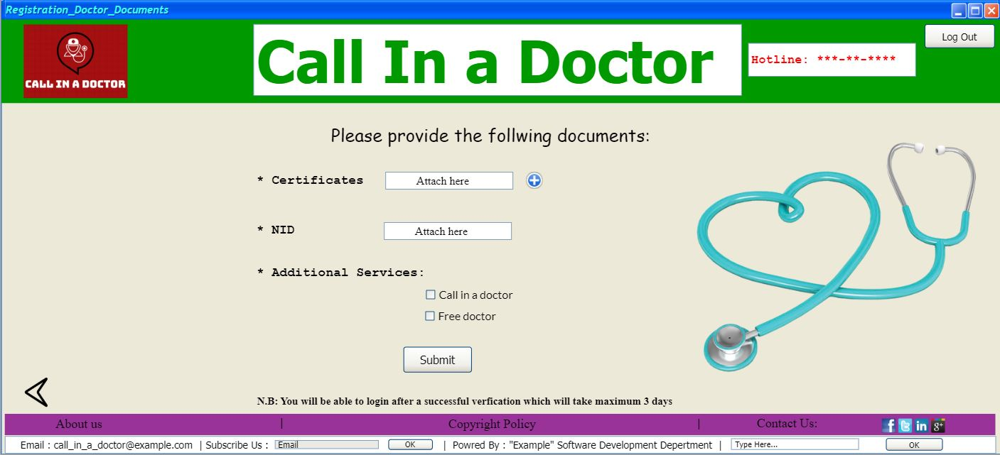 Registration_Doctor_Documents
CALL IN A DOCTOR
Call In a Doctor
Hotline: ***-**-****
Log Out
Please provide the follwing documents:
* Certificates Attach here
* NID Attach here
* Additional Services:
Call in a doctor
Free doctor
Submit
N.B: You will be able to login after a successful verfication which will take maximum 3 days
About us | Copyright Policy | Contact Us:
Email : call_in_a_doctor@example.com | Subscribe Us : Email OK | Powred By : "Example" Software Development Depertment | Type Here... OK